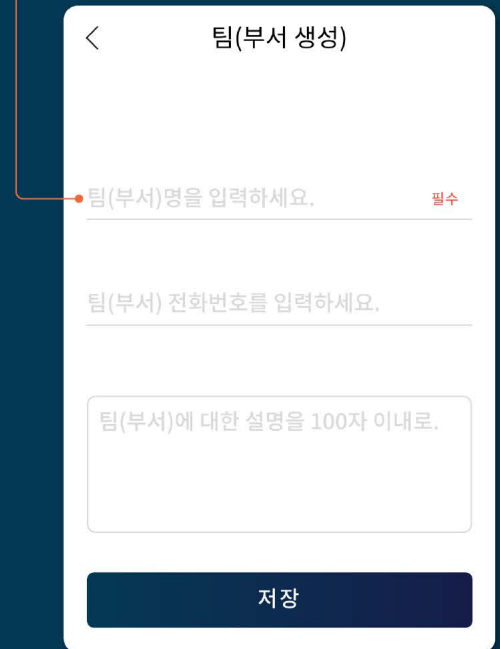 팀(부서 생성)
팀(부서)명을 입력하세요. 필수
팀(부서) 전화번호를 입력하세요.
팀(부서)에 대한 설명을 100자 이내로.
저장